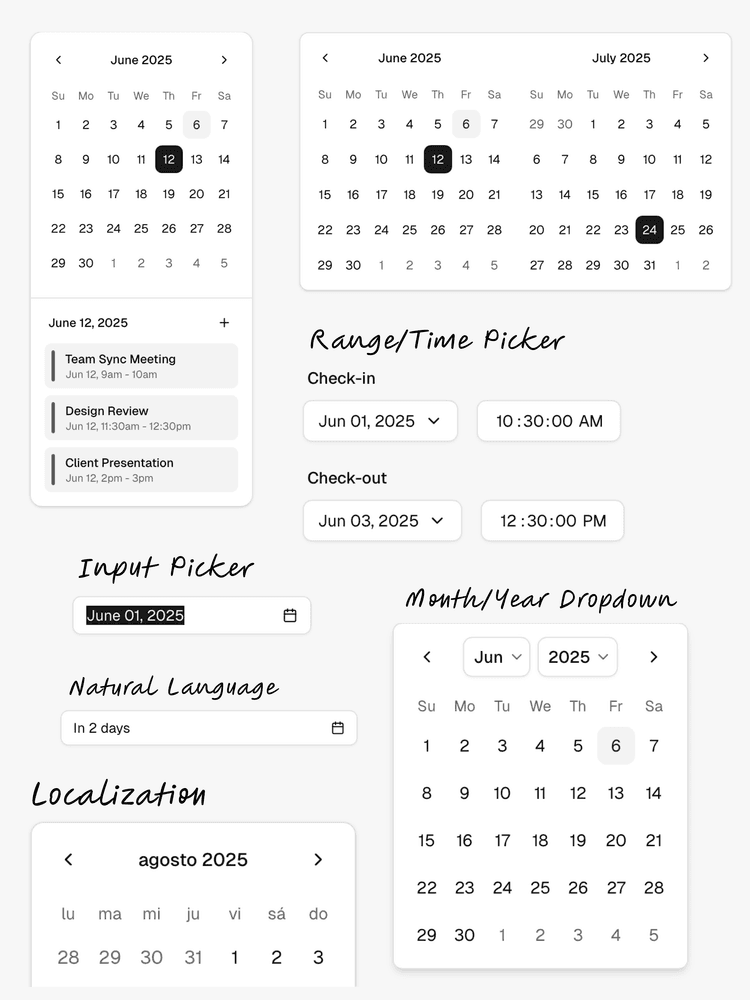 June 2025
Su Mo Tu We Th Fr Sa
1 2 3 4 5 6 7
8 9 10 11 12 13 14
15 16 17 18 19 20 21
22 23 24 25 26 27 28
29 30 1 2 3 4 5
June 12, 2025
Team Sync Meeting
Jun 12, 9am - 10am
Design Review
Jun 12, 11:30am - 12:30pm
Client Presentation
Jun 12, 2pm - 3pm
June 2025
Su Mo Tu We Th Fr Sa
1 2 3 4 5 6 7
8 9 10 11 12 13 14
15 16 17 18 19 20 21
22 23 24 25 26 27 28
29 30 1 2 3 4 5
July 2025
Su Mo Tu We Th Fr Sa
29 30 1 2 3 4 5
6 7 8 9 10 11 12
13 14 15 16 17 18 19
20 21 22 23 24 25 26
27 28 29 30 31 1 2
Range/Time Picker
Check-in
Jun 01, 2025 10:30:00 AM
Check-out
Jun 03, 2025 12:30:00 PM
Input Picker
June 01, 2025
Natural Language
In 2 days
Localization
agosto 2025
lu ma mi ju vi sá do
28 29 30 31 1 2 3
Month/Year Dropdown
Jun 2025
Su Mo Tu We Th Fr Sa
1 2 3 4 5 6 7
8 9 10 11 12 13 14
15 16 17 18 19 20 21
22 23 24 25 26 27 28
29 30 1 2 3 4 5